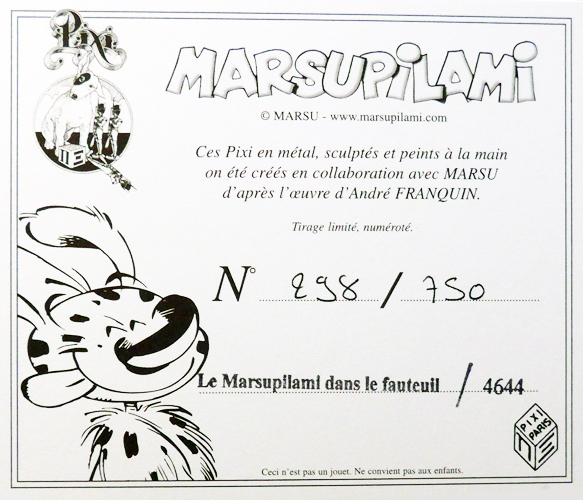 Pixi
MARSUPiLAMi
© MARSU - www.marsupilami.com
Ces Pixi en métal, sculptés et peints à la main
on été créés en collaboration avec MARSU
d'après l'œuvre d'André FRANQUIN.
Tirage limité, numéroté.
N° 298 / 750
Le Marsupilami dans le fauteuil / 4644
PIXI
PARIS
Ceci n'est pas un jouet. Ne convient pas aux enfants.